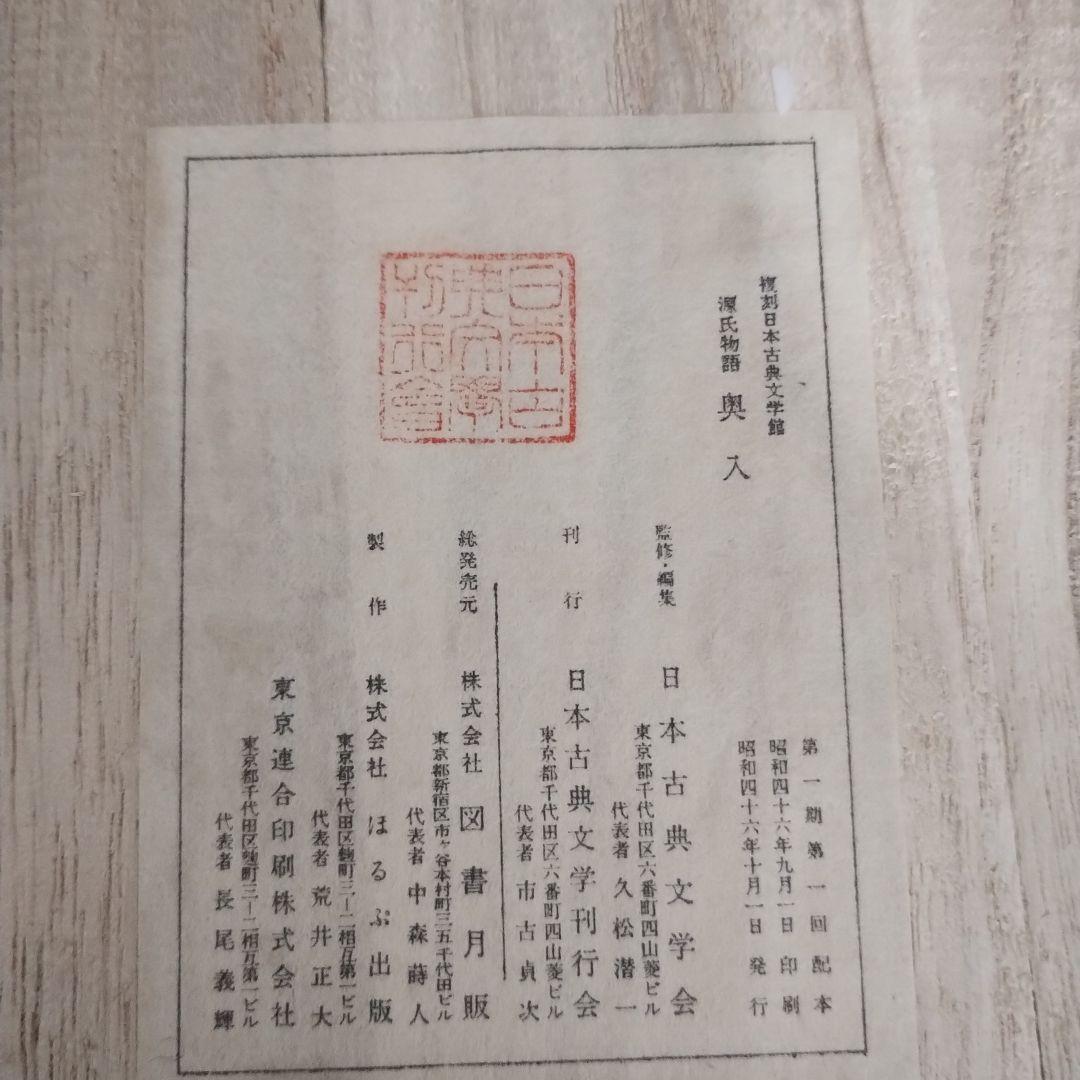 複刻日本古典文学館
源氏物語 奥入
第一期第一回配本
昭和四十六年九月一日 印刷
昭和四十六年十月一日 発行
監修・編集 日本古典文学会
東京都千代田区六番町四山菱ビル
代表者 久松潜一
刊行 日本古典文学刊行会
東京都千代田区六番町四山菱ビル
代表者 市古貞次
総発売元 株式会社 図書月販
東京都新宿区市ヶ谷本村町三五千代田ビル
代表者 中森蒔人
製作 株式会社 ほるぷ出版
東京都千代田区麹町三ー二相互第一ビル
代表者 荒井正大
東京連合印刷株式会社
東京都千代田区麹町三ー二相互第一ビル
代表者 長尾義輝
日本古
典文學
刊行會